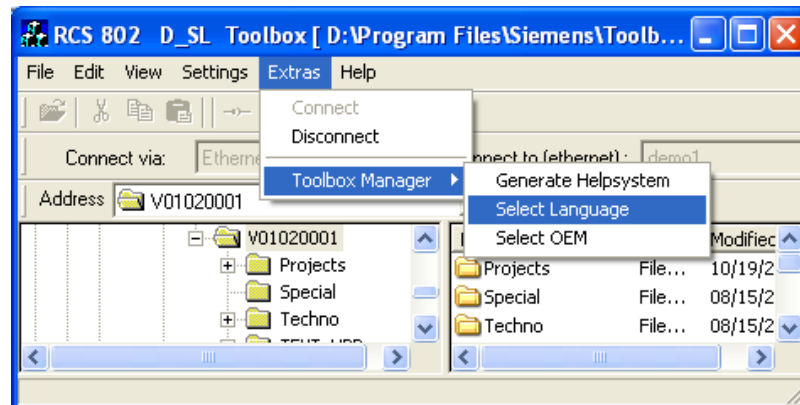 RCS 802 D_SL Toolbox [ D:\Program Files\Siemens\Toolb...
File Edit View Settings Extras Help
Connect
Disconnect
Connect via: Etherne
nnect to (ethernet) : demo1
Toolbox Manager
Generate Helpsystem
Address V01020001
Select Language
Select OEM
V01020001
Modified
Projects
Projects File... 10/19/2
Special
Special File... 08/15/2
Techno
Techno File... 08/15/2